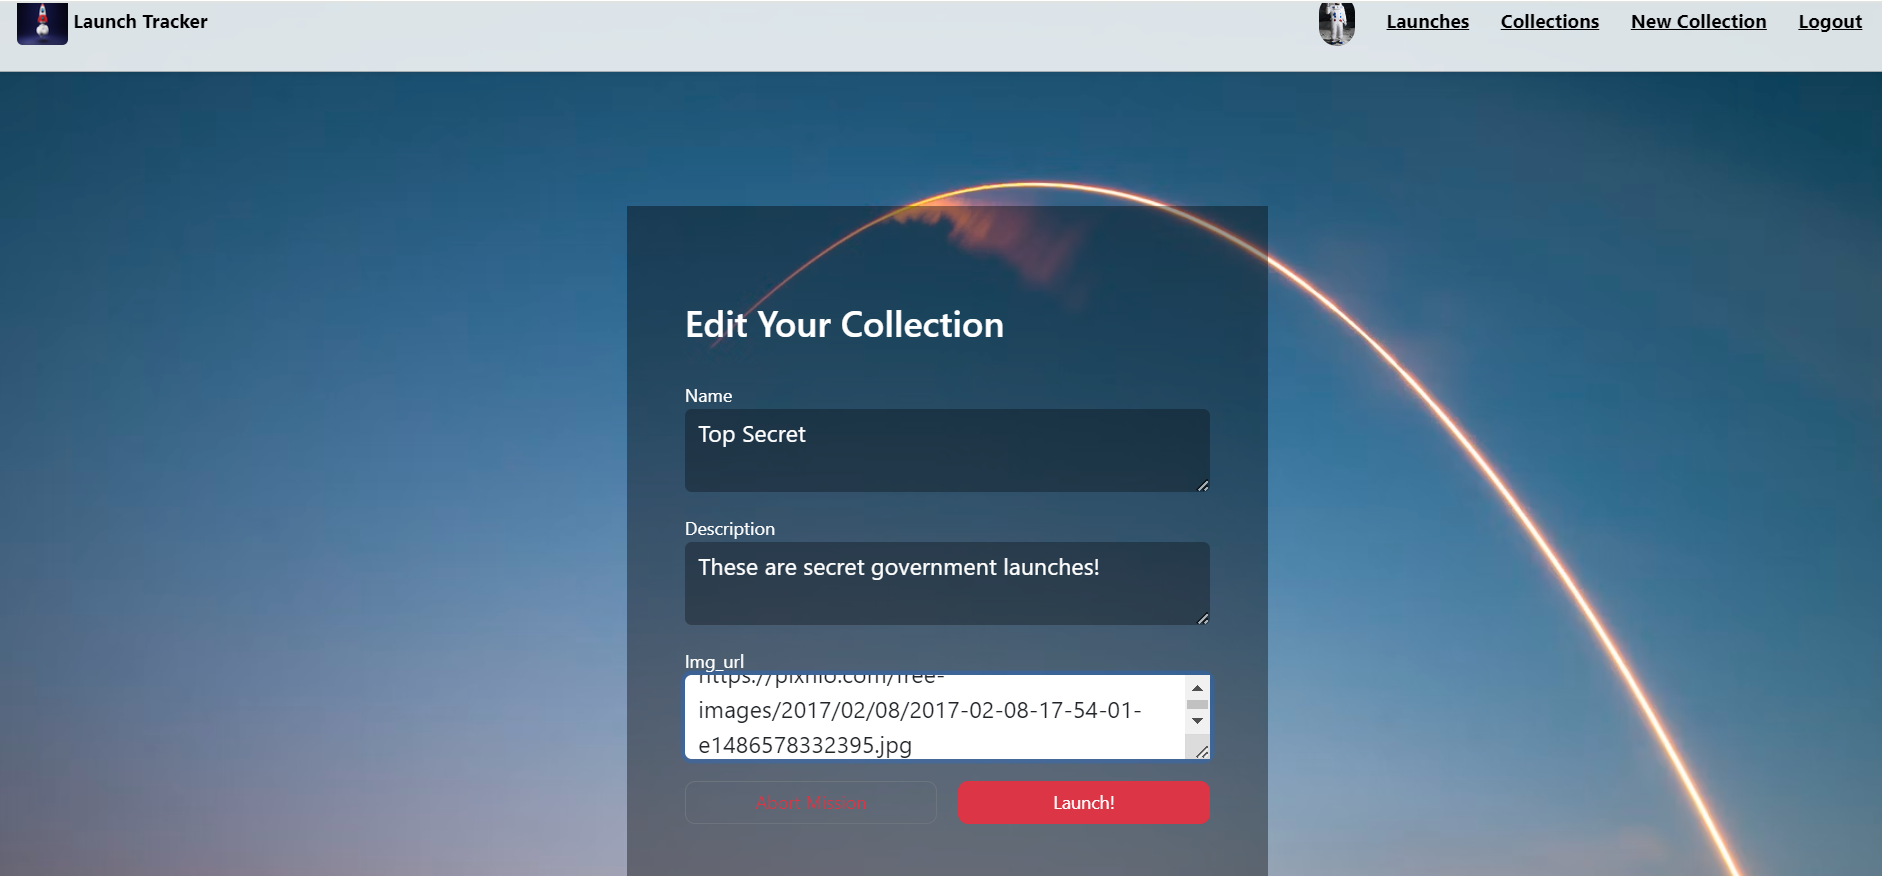 Launch Tracker
Launches
Collections
New Collection
Logout
Edit Your Collection
Name
Top Secret
Description
These are secret government launches!
Img_url
https://pixnio.com/free-
images/2017/02/08/2017-02-08-17-54-01-
e1486578332395.jpg
Abort Mission
Launch!